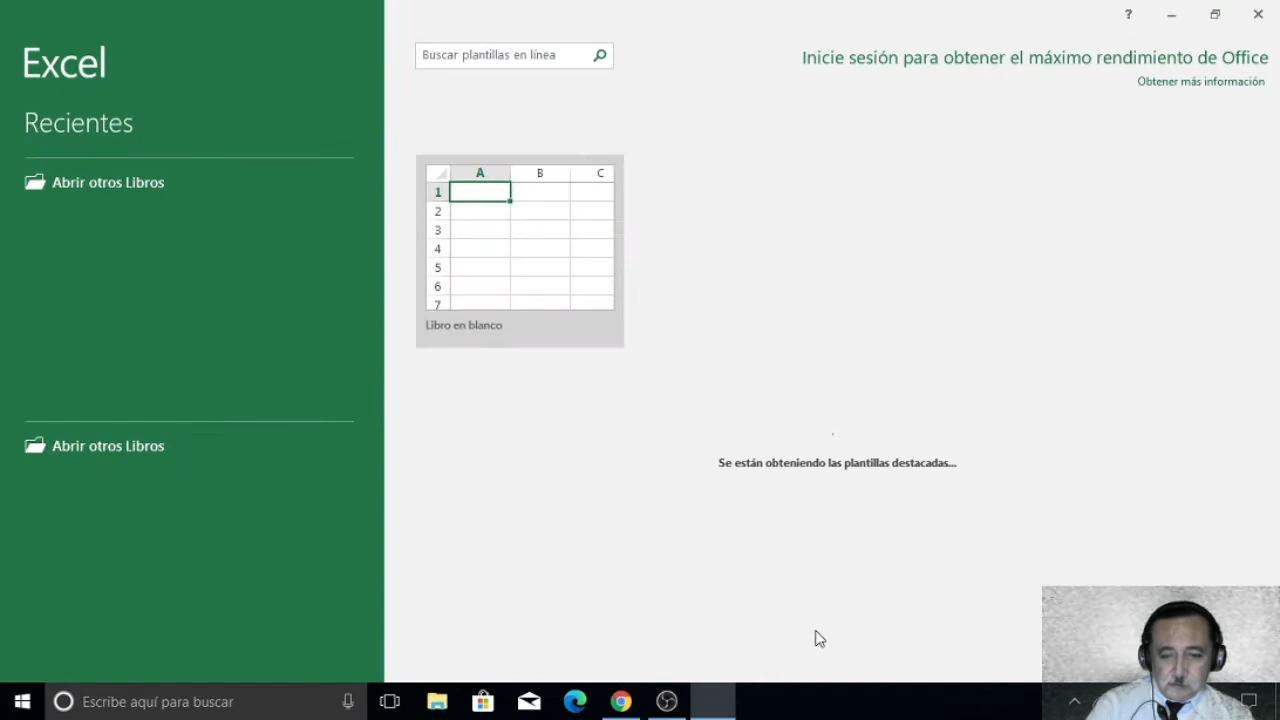 Excel
Recientes
Abrir otros Libros
Abrir otros Libros
?
Buscar plantillas en línea
Inicie sesión para obtener el máximo rendimiento de Office
Obtener más información
A B C
1
2
3
4
5
6
7
Libro en blanco
Se están obteniendo las plantillas destacadas...
Escribe aquí para buscar